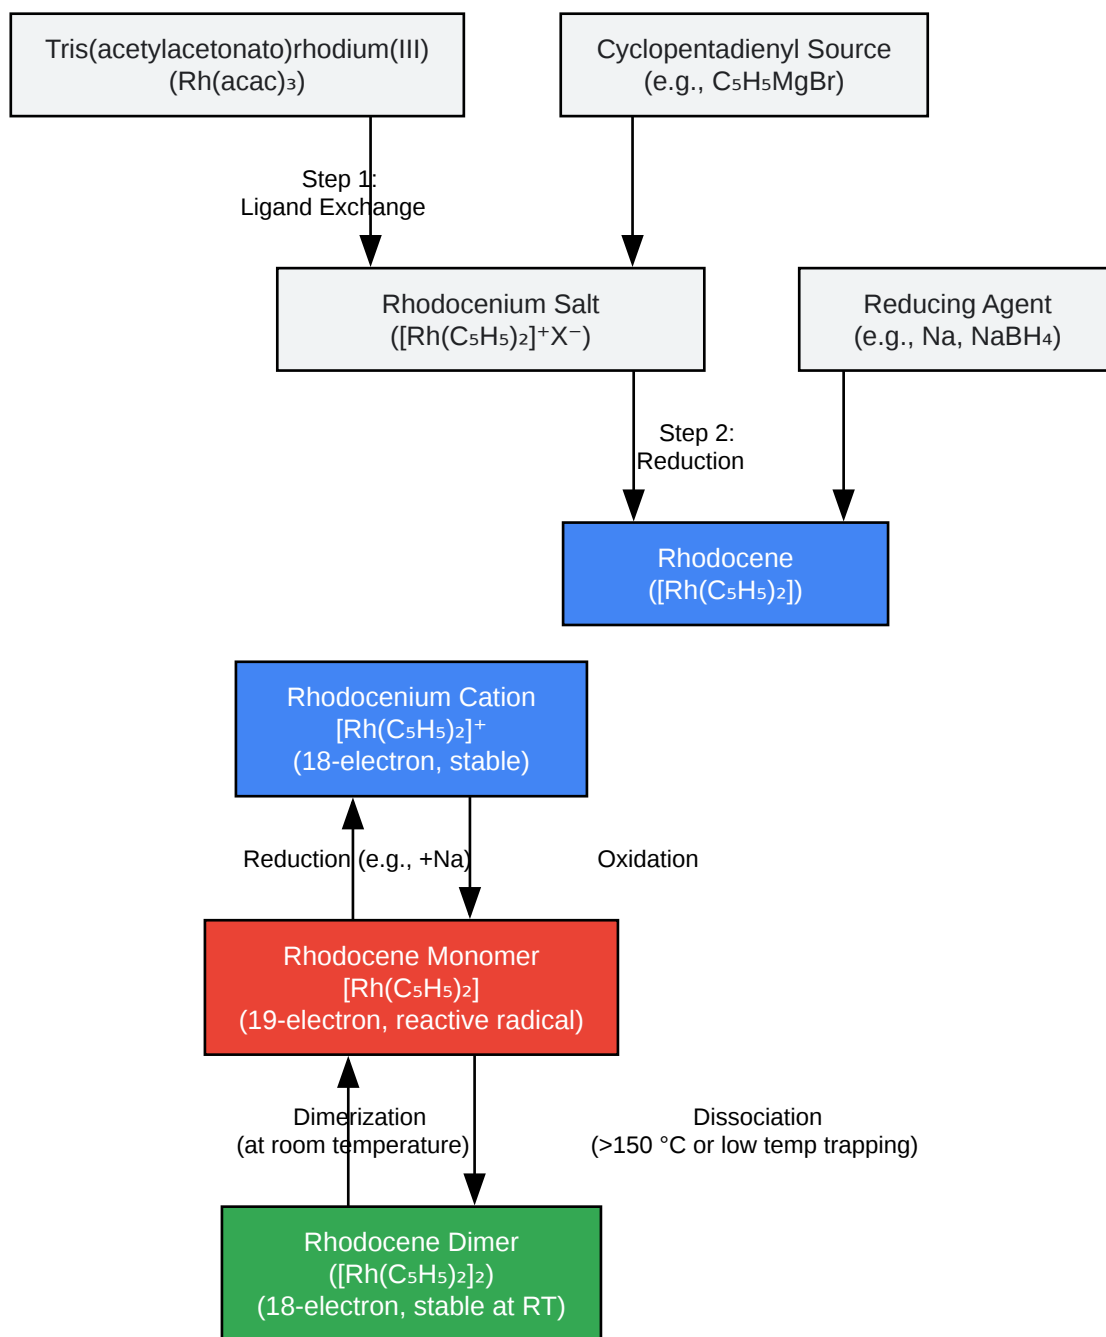 Tris(acetylacetonato)rhodium(III)
(Rh(acac)₃)
Cyclopentadienyl Source
(e.g., C₅H₅MgBr)
Step 1:
Ligand Exchange
Rhodocenium Salt
([Rh(C₅H₅)₂]⁺X⁻)
Reducing Agent
(e.g., Na, NaBH₄)
Step 2:
Reduction
Rhodocene
([Rh(C₅H₅)₂])
Rhodocenium Cation
[Rh(C₅H₅)₂]⁺
(18-electron, stable)
Reduction (e.g., +Na)
Oxidation
Rhodocene Monomer
[Rh(C₅H₅)₂]
(19-electron, reactive radical)
Dimerization
(at room temperature)
Dissociation
(>150 °C or low temp trapping)
Rhodocene Dimer
([Rh(C₅H₅)₂]₂)
(18-electron, stable at RT)